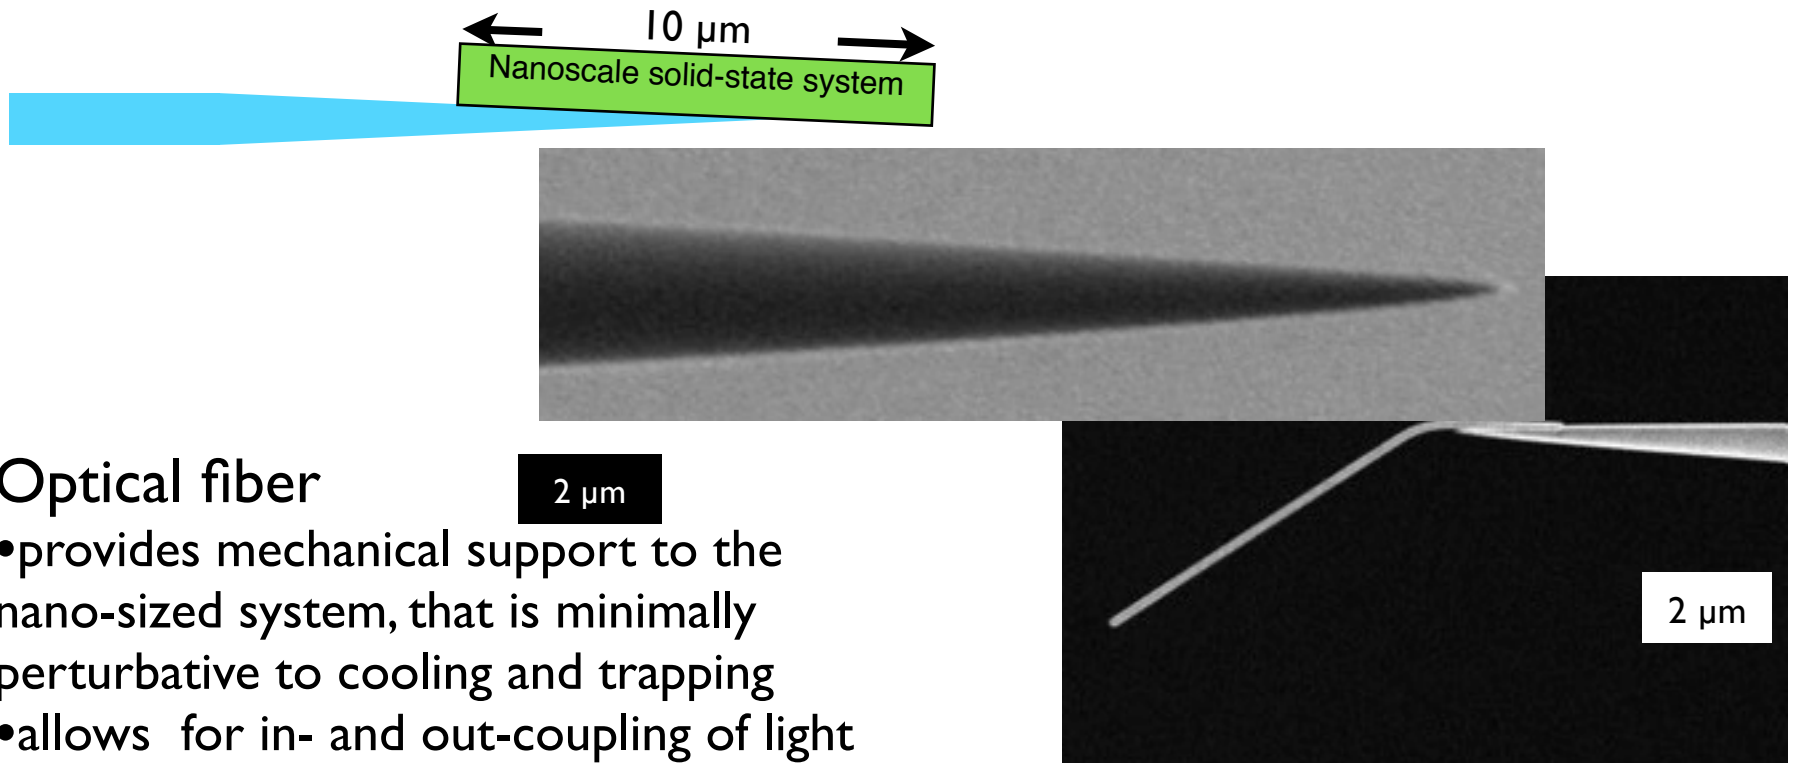 10 µm
Nanoscale solid-state system
Optical fiber
2 µm
•provides mechanical support to the
nano-sized system, that is minimally
perturbative to cooling and trapping
•allows  for in- and out-coupling of light
2 µm